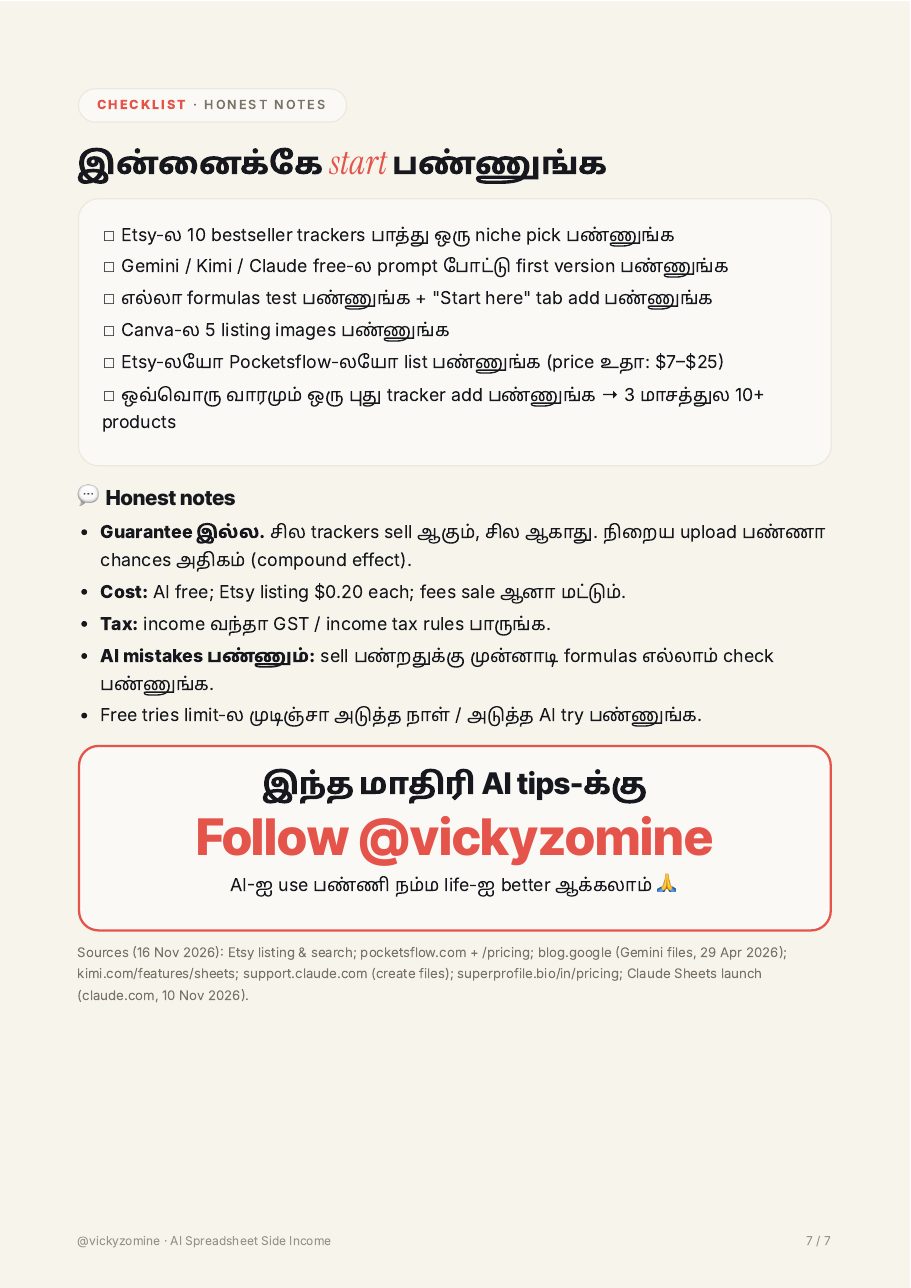 CHECKLIST · HONEST NOTES
இன்னைக்கே start பண்ணுங்க
□ Etsy-ல 10 bestseller trackers பாத்து ஒரு niche pick பண்ணுங்க
□ Gemini / Kimi / Claude free-ல prompt போட்டு first version பண்ணுங்க
□ எல்லா formulas test பண்ணுங்க + "Start here" tab add பண்ணுங்க
□ Canva-ல 5 listing images பண்ணுங்க
□ Etsy-லயோ Pocketsflow-லயோ list பண்ணுங்க (price உதா: $7–$25)
□ ஒவ்வொரு வாரமும் ஒரு புது tracker add பண்ணுங்க → 3 மாசத்துல 10+
products
💬 Honest notes
• Guarantee இல்ல. சில trackers sell ஆகும், சில ஆகாது. நிறைய upload பண்ணா
chances அதிகம் (compound effect).
• Cost: AI free; Etsy listing $0.20 each; fees sale ஆனா மட்டும்.
• Tax: income வந்தா GST / income tax rules பாருங்க.
• AI mistakes பண்ணும்: sell பண்றதுக்கு முன்னாடி formulas எல்லாம் check
பண்ணுங்க.
• Free tries limit-ல முடிஞ்சா அடுத்த நாள் / அடுத்த AI try பண்ணுங்க.
இந்த மாதிரி AI tips-க்கு
Follow @vickyzomine
AI-ஐ use பண்ணி நம்ம life-ஐ better ஆக்கலாம் 🙏
Sources (16 Nov 2026): Etsy listing & search; pocketsflow.com + /pricing; blog.google (Gemini files, 29 Apr 2026);
kimi.com/features/sheets; support.claude.com (create files); superprofile.bio/in/pricing; Claude Sheets launch
(claude.com, 10 Nov 2026).
@vickyzomine · AI Spreadsheet Side Income
7 / 7